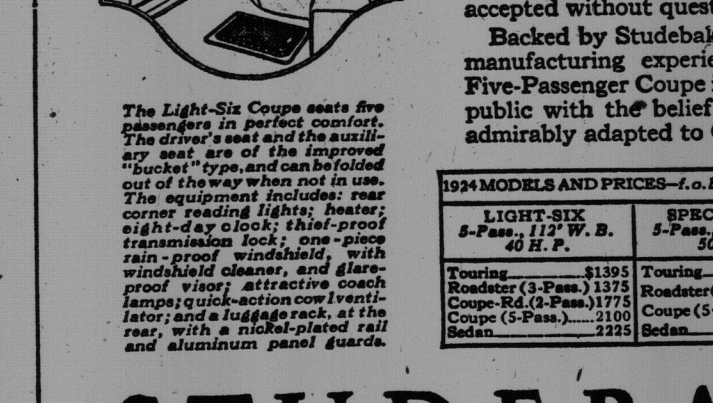 The Light-Six Coupe seats five
passengers in perfect comfort.
The driver's seat and the auxili-
ary seat are of the improved
"bucket" type, and can be folded
out of the way when not in use.
The equipment includes: rear
corner reading lights; heater;
eight-day clock; thief-proof
transmission lock; one-piece
rain-proof windshield, with
windshield cleaner, and glare-
proof visor; attractive coach
lamps; quick-action cowl venti-
lator; and a luggage rack, at the
rear, with a nickel-plated rail
and aluminum panel guards.
accepted without quest
Backed by Studebak
manufacturing experie
Five-Passenger Coupe
public with the belief
admirably adapted to
1924 MODELS AND PRICES—f.o.b.
LIGHT-SIX
5-Pass., 112' W. B.
40 H. P.
Touring $1395
Roadster (3-Pass.) 1375
Coupe-Rd. (2-Pass.) 1775
Coupe (5-Pass.) 2100
Sedan 2225
SPEC
5-Pass.,
50
Touring
Roadster(
Coupe (5-
Sedan
STUDEBA